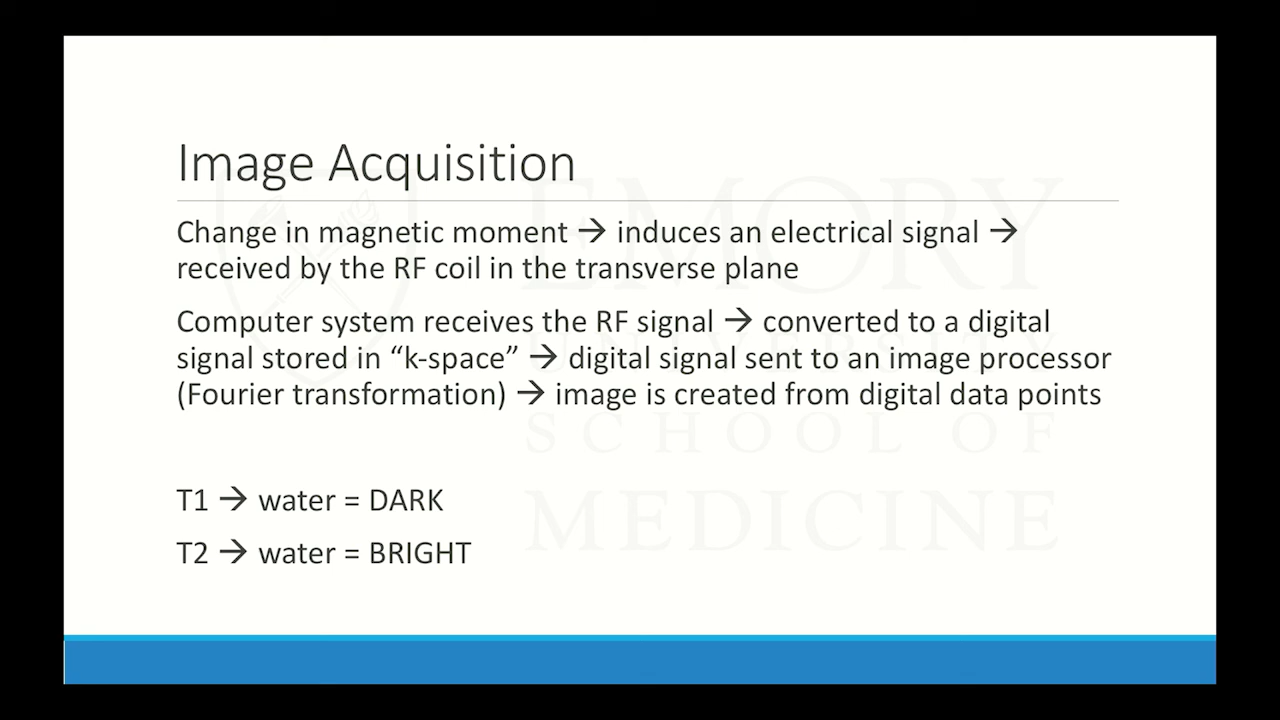 Image Acquisition
Change in magnetic moment → induces an electrical signal →
received by the RF coil in the transverse plane
Computer system receives the RF signal → converted to a digital
signal stored in “k-space” → digital signal sent to an image processor
(Fourier transformation) → image is created from digital data points
T1 → water = DARK
T2 → water = BRIGHT
EMORY
UNIVERSITY
SCHOOL OF
MEDICINE